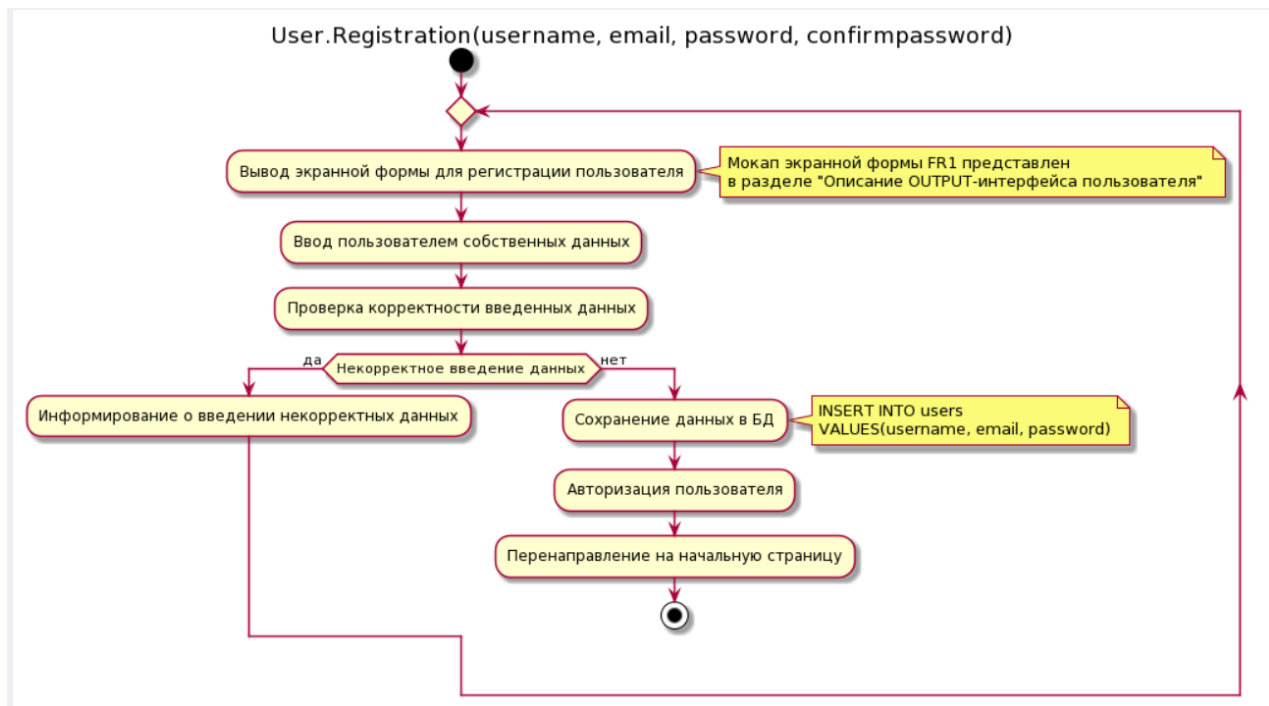 User.Registration(username, email, password, confirmpassword)
Вывод экранной формы для регистрации пользователя
Мокап экранной формы FR1 представлен
в разделе "Описание OUTPUT-интерфейса пользователя"
Ввод пользователем собственных данных
Проверка корректности введенных данных
да
Некорректное введение данных
нет
Информирование о введении некорректных данных
Сохранение данных в БД
INSERT INTO users
VALUES(username, email, password)
Авторизация пользователя
Перенаправление на начальную страницу